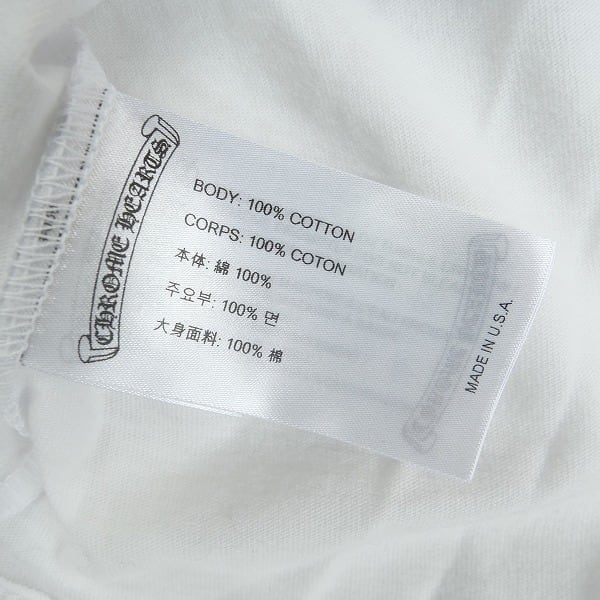 CHROME HEARTS
BODY: 100% COTTON
CORPS: 100% COTON
本体: 綿 100%
주요부: 100% 면
大身面料: 100% 棉
MADE IN U.S.A.